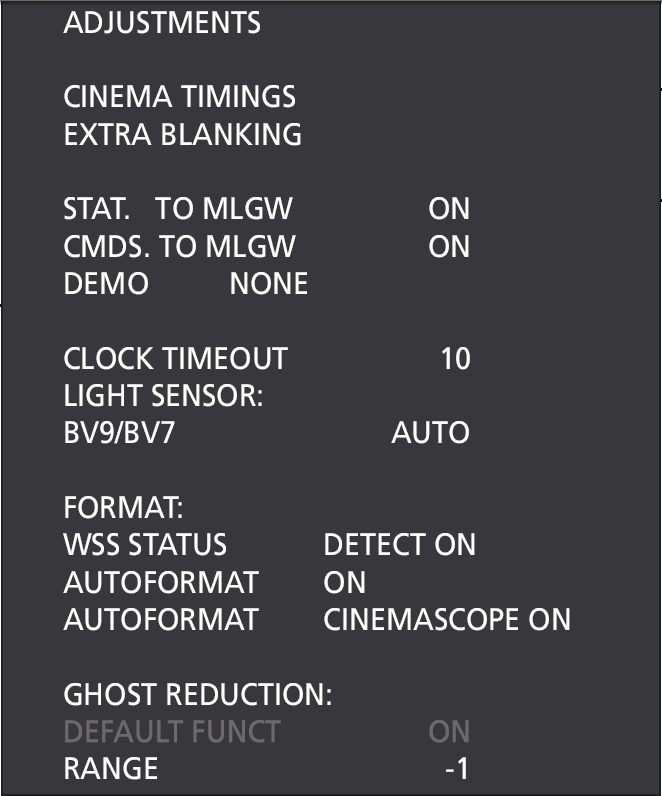 ADJUSTMENTS
CINEMA TIMINGS
EXTRA BLANKING
STAT. TO MLGW ON
CMDS. TO MLGW ON
DEMO NONE
CLOCK TIMEOUT 10
LIGHT SENSOR:
BV9/BV7 AUTO
FORMAT:
WSS STATUS DETECT ON
AUTOFORMAT ON
AUTOFORMAT CINEMASCOPE ON
GHOST REDUCTION:
DEFAULT FUNCT ON
RANGE -1